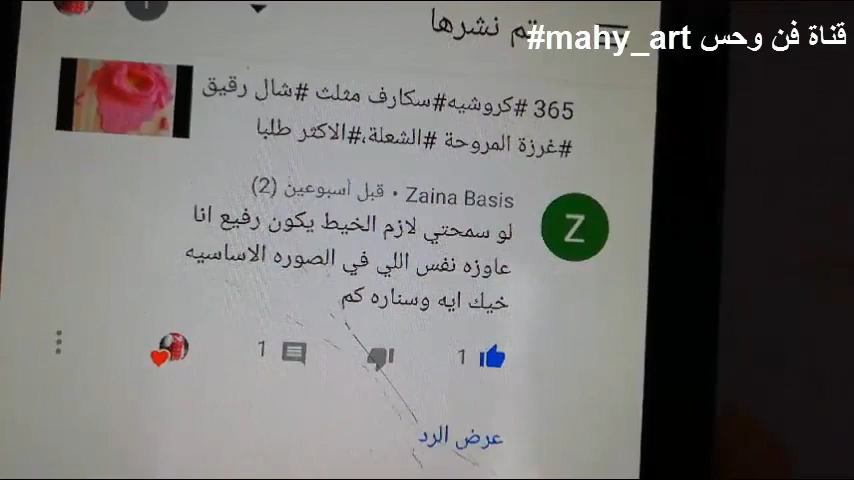 قناة فن وحس mahy_art#
تم نشرها
365 #كروشيه#سكارف مثلث #شال رقيق
#غرزة المروحة #الشعلة،#الاكثر طلبا
Zaina Basis • قبل أسبوعين (2)
Z
لو سمحتي لازم الخيط يكون رفيع انا
عاوزه نفس اللي في الصوره الاساسيه
خيك ايه وسناره كم
1
1
عرض الرد